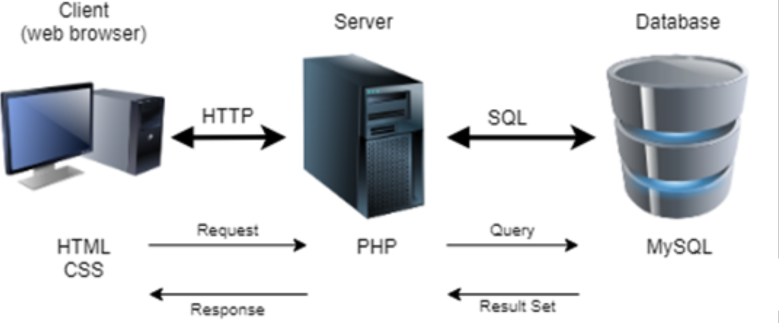 Client
(web browser)
Server
Database
HTTP
SQL
Request
Query
HTML
CSS
PHP
MySQL
Response
Result Set